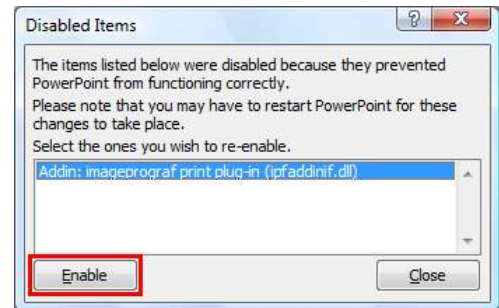 Disabled Items
The items listed below were disabled because they prevented
PowerPoint from functioning correctly.
Please note that you may have to restart PowerPoint for these
changes to take place.
Select the ones you wish to re-enable.
Addin: imageprograf print plug-in (ipfaddinif.dll)
Enable
Close